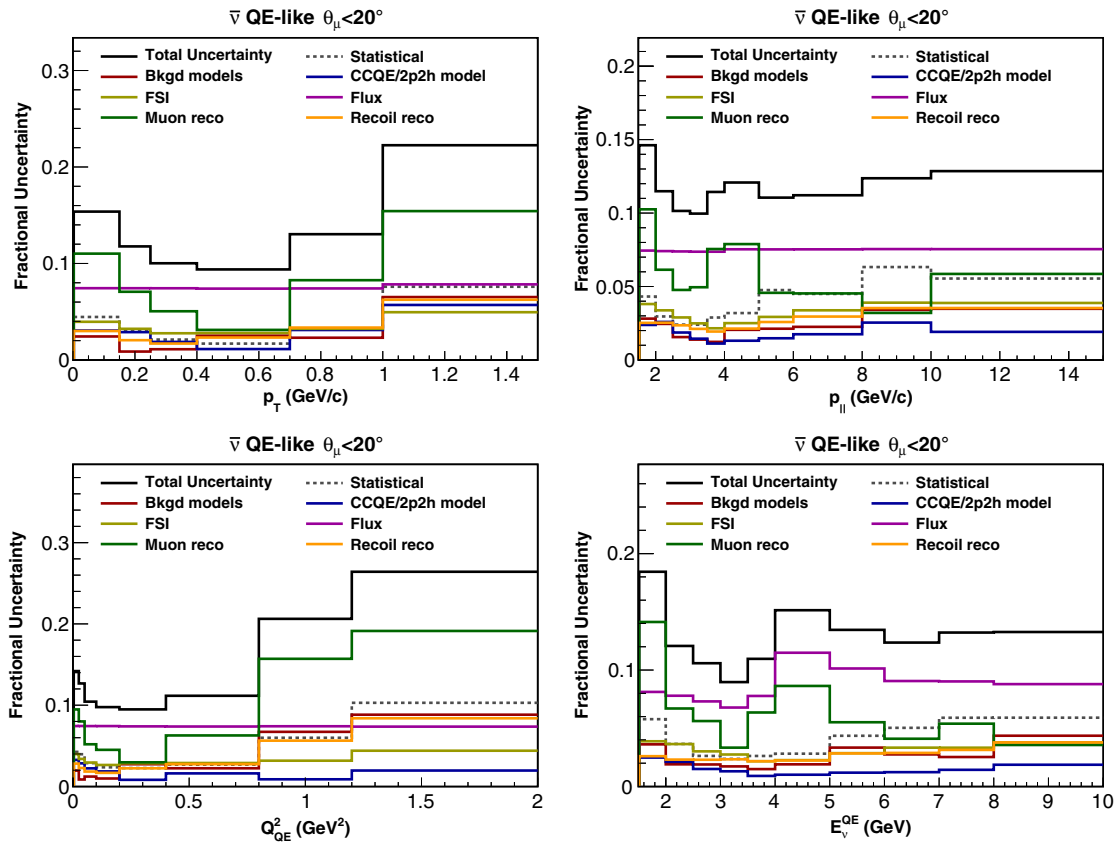 ν̄ QE-like θμ<20°
Fractional Uncertainty
0.3
0.2
0.1
0
Total Uncertainty
Statistical
Bkgd models
CCQE/2p2h model
FSI
Flux
Muon reco
Recoil reco
0 0.2 0.4 0.6 0.8 1 1.2 1.4
p_T (GeV/c)
ν̄ QE-like θμ<20°
Fractional Uncertainty
0.2
0.15
0.1
0.05
0
Total Uncertainty
Statistical
Bkgd models
CCQE/2p2h model
FSI
Flux
Muon reco
Recoil reco
2 4 6 8 10 12 14
p_|| (GeV/c)
ν̄ QE-like θμ<20°
Fractional Uncertainty
0.3
0.2
0.1
0
Total Uncertainty
Statistical
Bkgd models
CCQE/2p2h model
FSI
Flux
Muon reco
Recoil reco
0 0.5 1 1.5 2
Q²_QE (GeV²)
ν̄ QE-like θμ<20°
Fractional Uncertainty
0.2
0.1
0
Total Uncertainty
Statistical
Bkgd models
CCQE/2p2h model
FSI
Flux
Muon reco
Recoil reco
2 3 4 5 6 7 8 9 10
E_ν^QE (GeV)